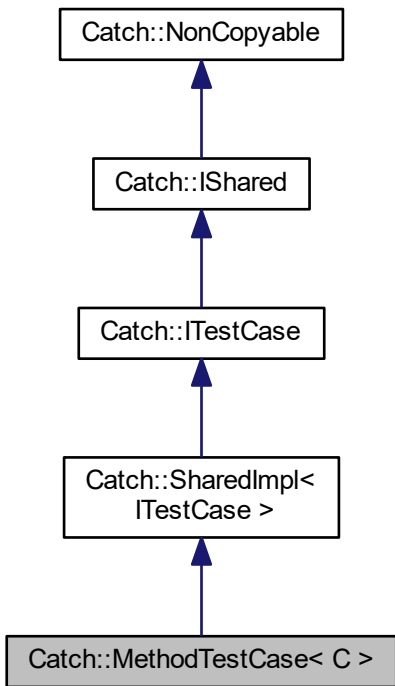 Catch::NonCopyable
Catch::IShared
Catch::ITestCase
Catch::SharedImpl<
ITestCase >
Catch::MethodTestCase< C >